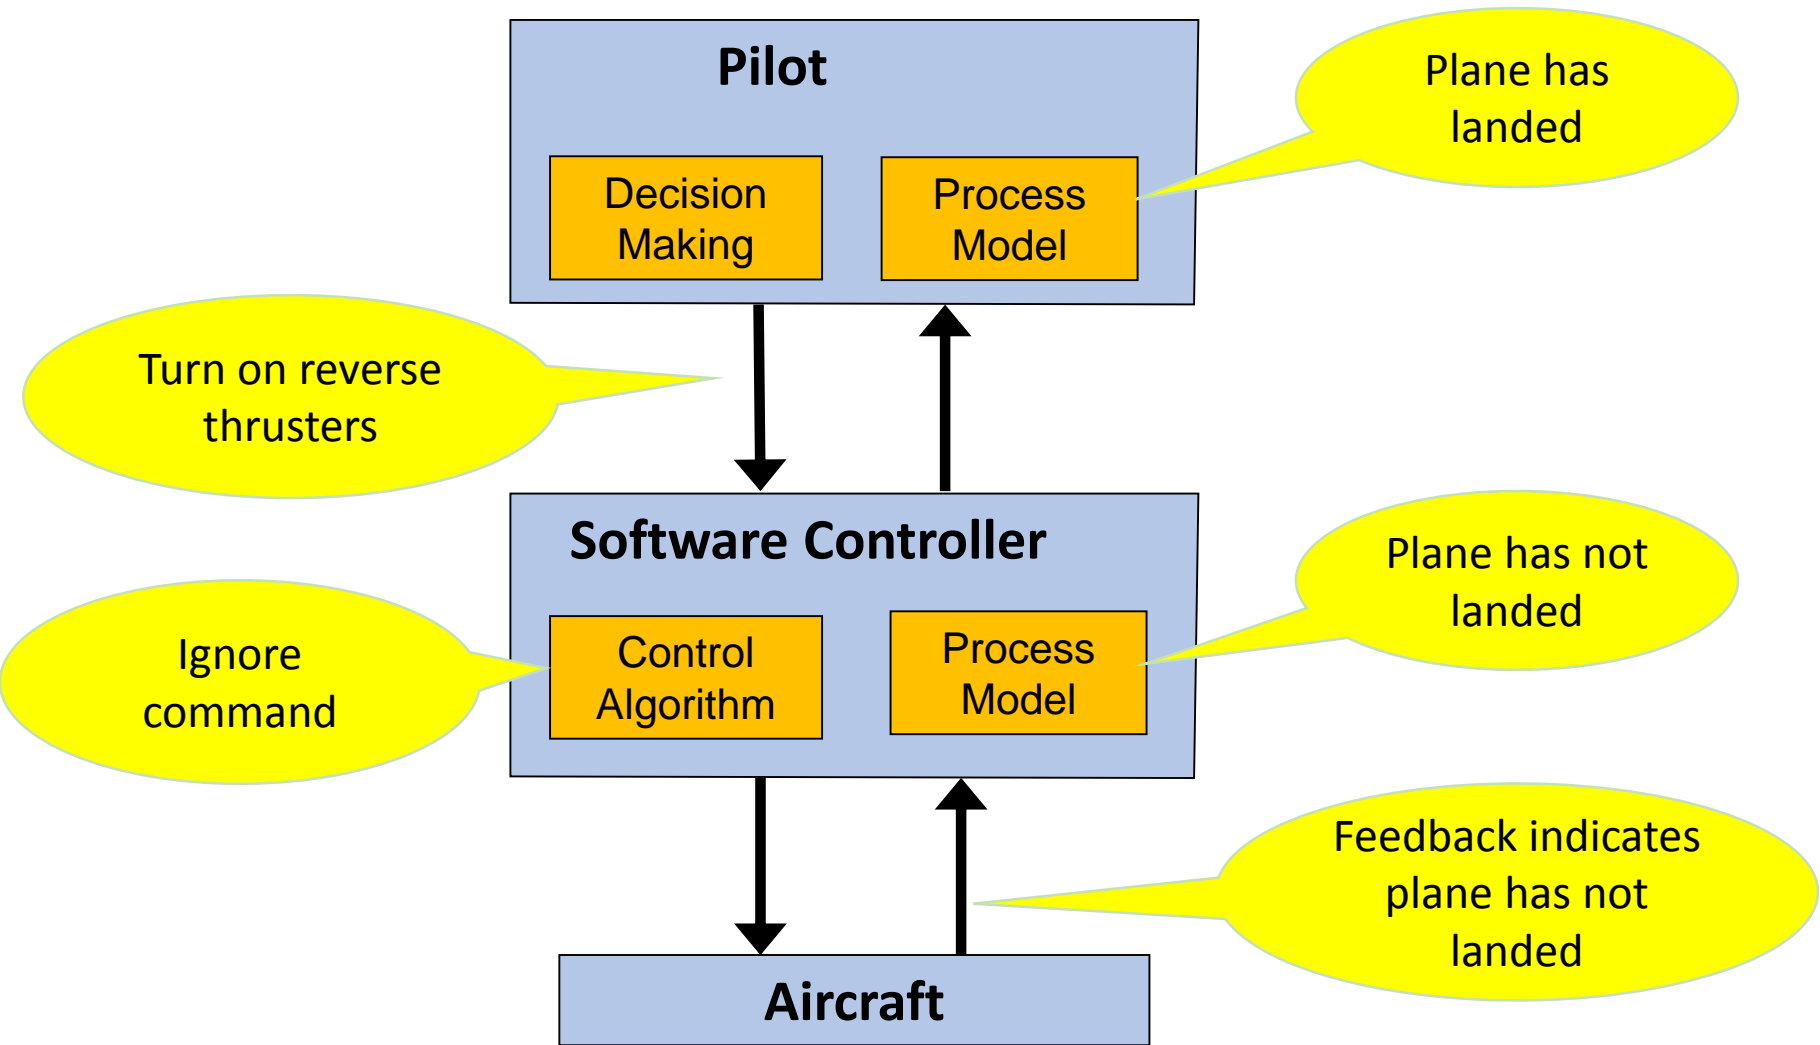 Pilot
Plane has
landed
Decision
Making
Process
Model
Turn on reverse
thrusters
Software Controller
Plane has not
landed
Ignore
command
Control
Algorithm
Process
Model
Feedback indicates
plane has not
landed
Aircraft